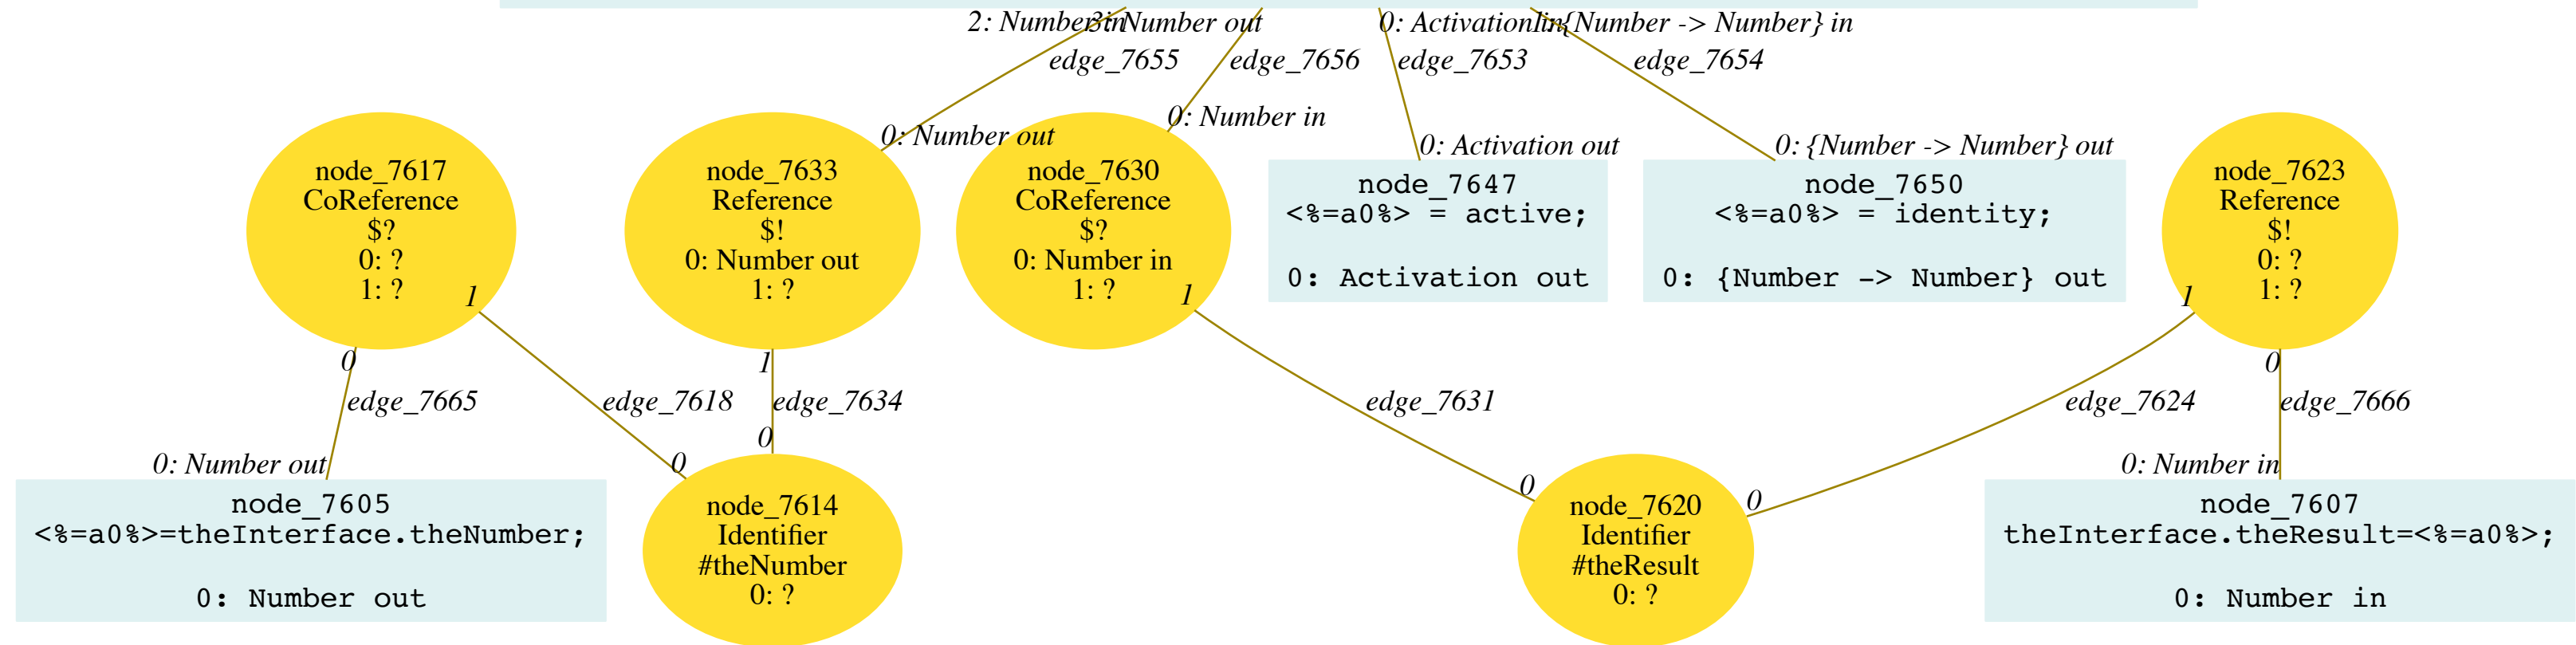 2: Number in
3: Number out
0: Activation in
1: {Number -> Number} in
edge_7655
edge_7656
edge_7653
edge_7654
0: Number out
0: Number in
0: Activation out
0: {Number -> Number} out
node_7617
CoReference
$?
0: ?
1: ?
1
0
node_7633
Reference
$!
0: Number out
1: ?
1
node_7630
CoReference
$?
0: Number in
1: ?
1
node_7647
<%=a0%> = active;
0: Activation out
node_7650
<%=a0%> = identity;
0: {Number -> Number} out
node_7623
Reference
$!
0: ?
1: ?
1
0
edge_7665
edge_7618
edge_7634
edge_7631
edge_7624
edge_7666
0: Number out
0
0
0
0
0: Number in
node_7605
<%=a0%>=theInterface.theNumber;
0: Number out
node_7614
Identifier
#theNumber
0: ?
node_7620
Identifier
#theResult
0: ?
node_7607
theInterface.theResult=<%=a0%>;
0: Number in